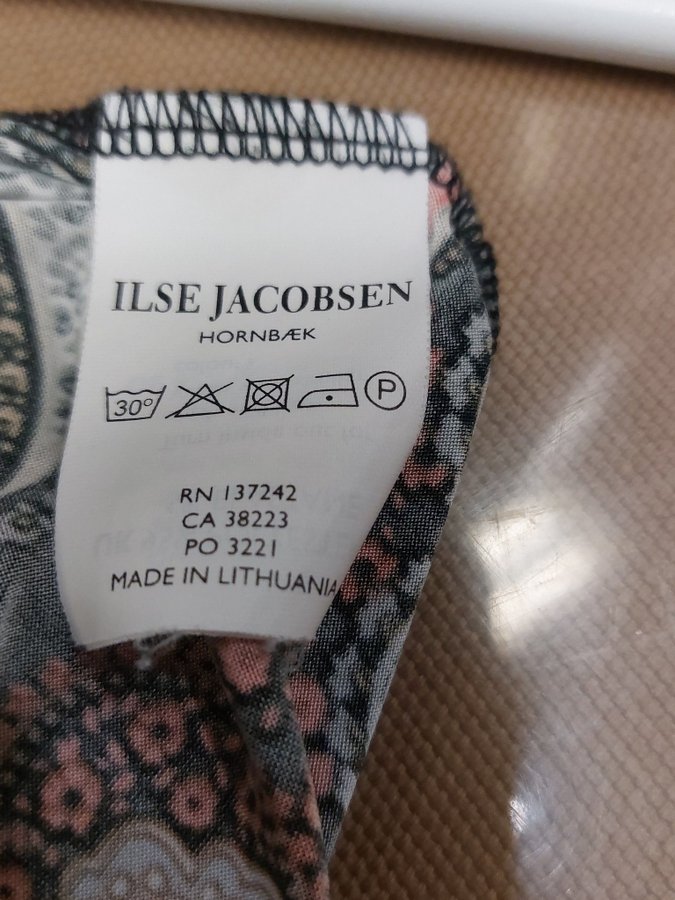 ILSE JACOBSEN
HORNBÆK
30° P
RN 137242
CA 38223
PO 3221
MADE IN LITHUANIA